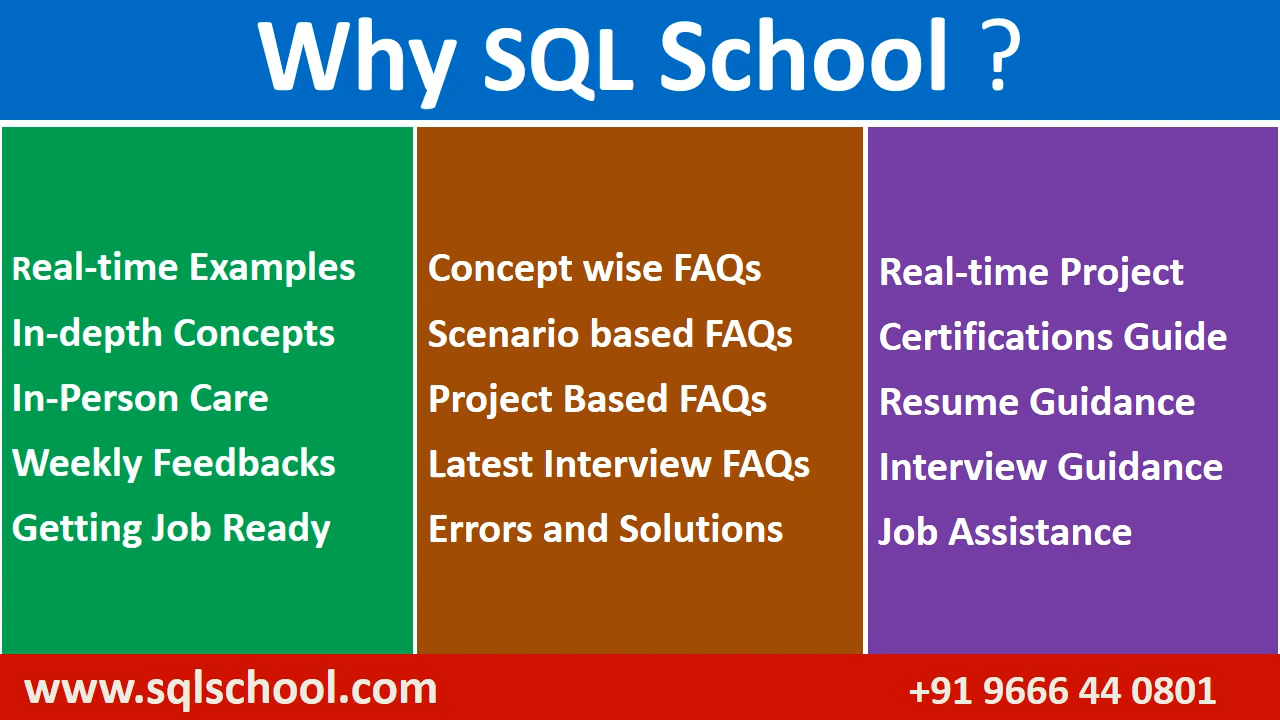 Why SQL School ?
Real-time Examples
In-depth Concepts
In-Person Care
Weekly Feedbacks
Getting Job Ready
Concept wise FAQs
Scenario based FAQs
Project Based FAQs
Latest Interview FAQs
Errors and Solutions
Real-time Project
Certifications Guide
Resume Guidance
Interview Guidance
Job Assistance
www.sqlschool.com
+91 9666 44 0801